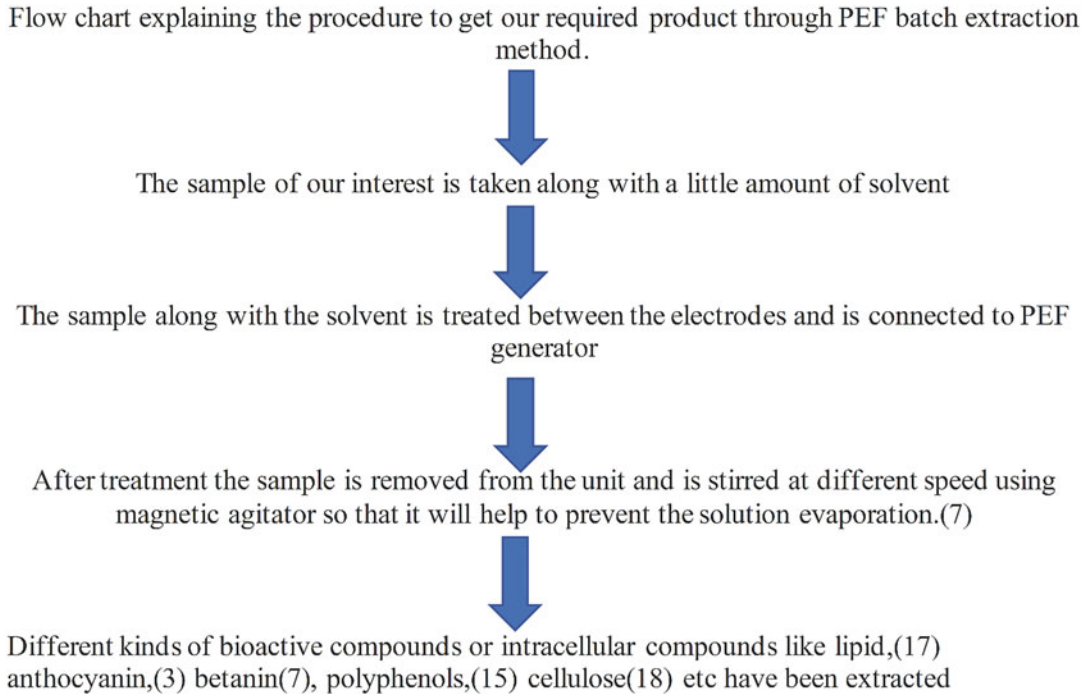 Flow chart explaining the procedure to get our required product through PEF batch extraction
method.
The sample of our interest is taken along with a little amount of solvent
The sample along with the solvent is treated between the electrodes and is connected to PEF
generator
After treatment the sample is removed from the unit and is stirred at different speed using
magnetic agitator so that it will help to prevent the solution evaporation.(7)
Different kinds of bioactive compounds or intracellular compounds like lipid,(17)
anthocyanin,(3) betanin(7), polyphenols,(15) cellulose(18) etc have been extracted